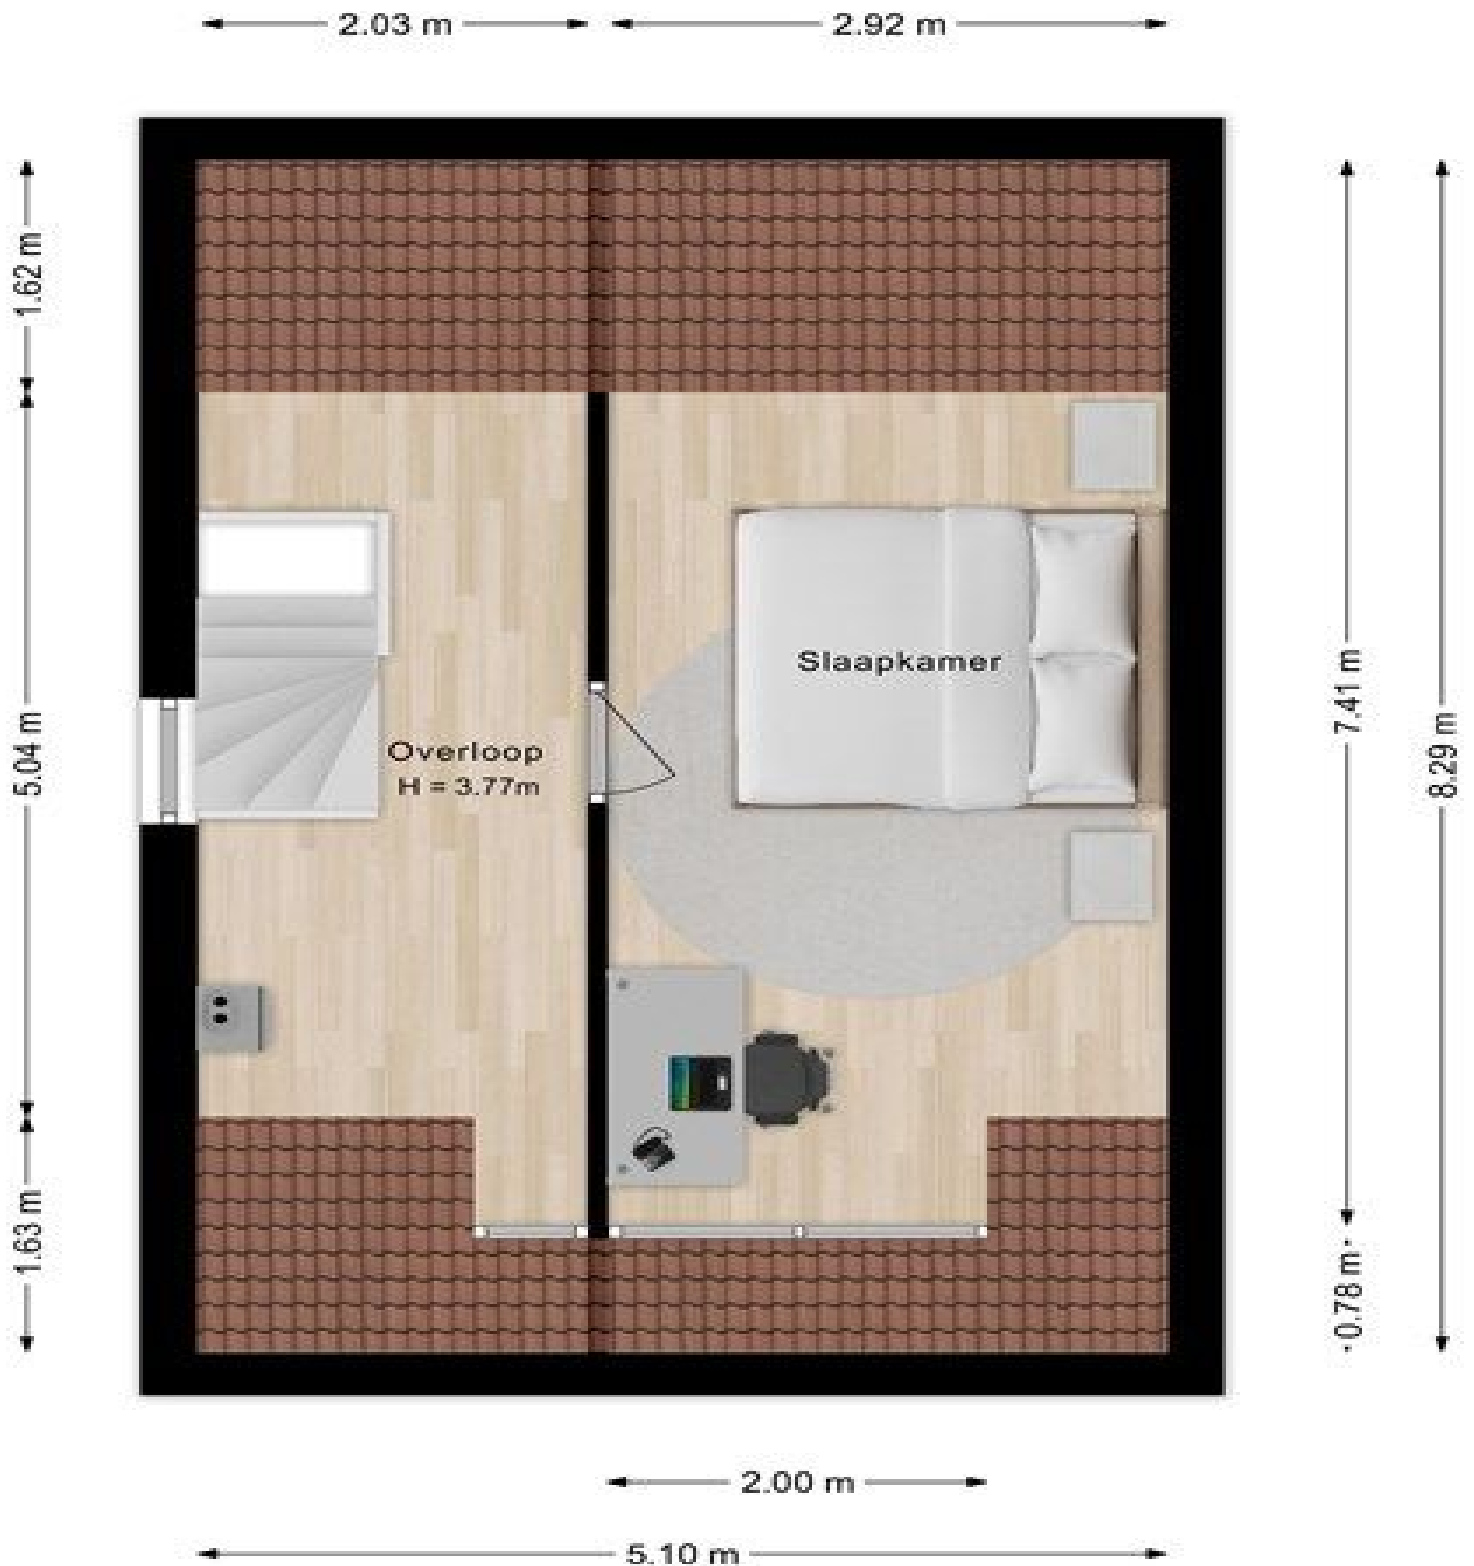 2.03 m
2.92 m
1.62 m
5.04 m
1.63 m
Slaapkamer
Overloop
H = 3.77m
7.41 m
0.78 m
8.29 m
2.00 m
5.10 m